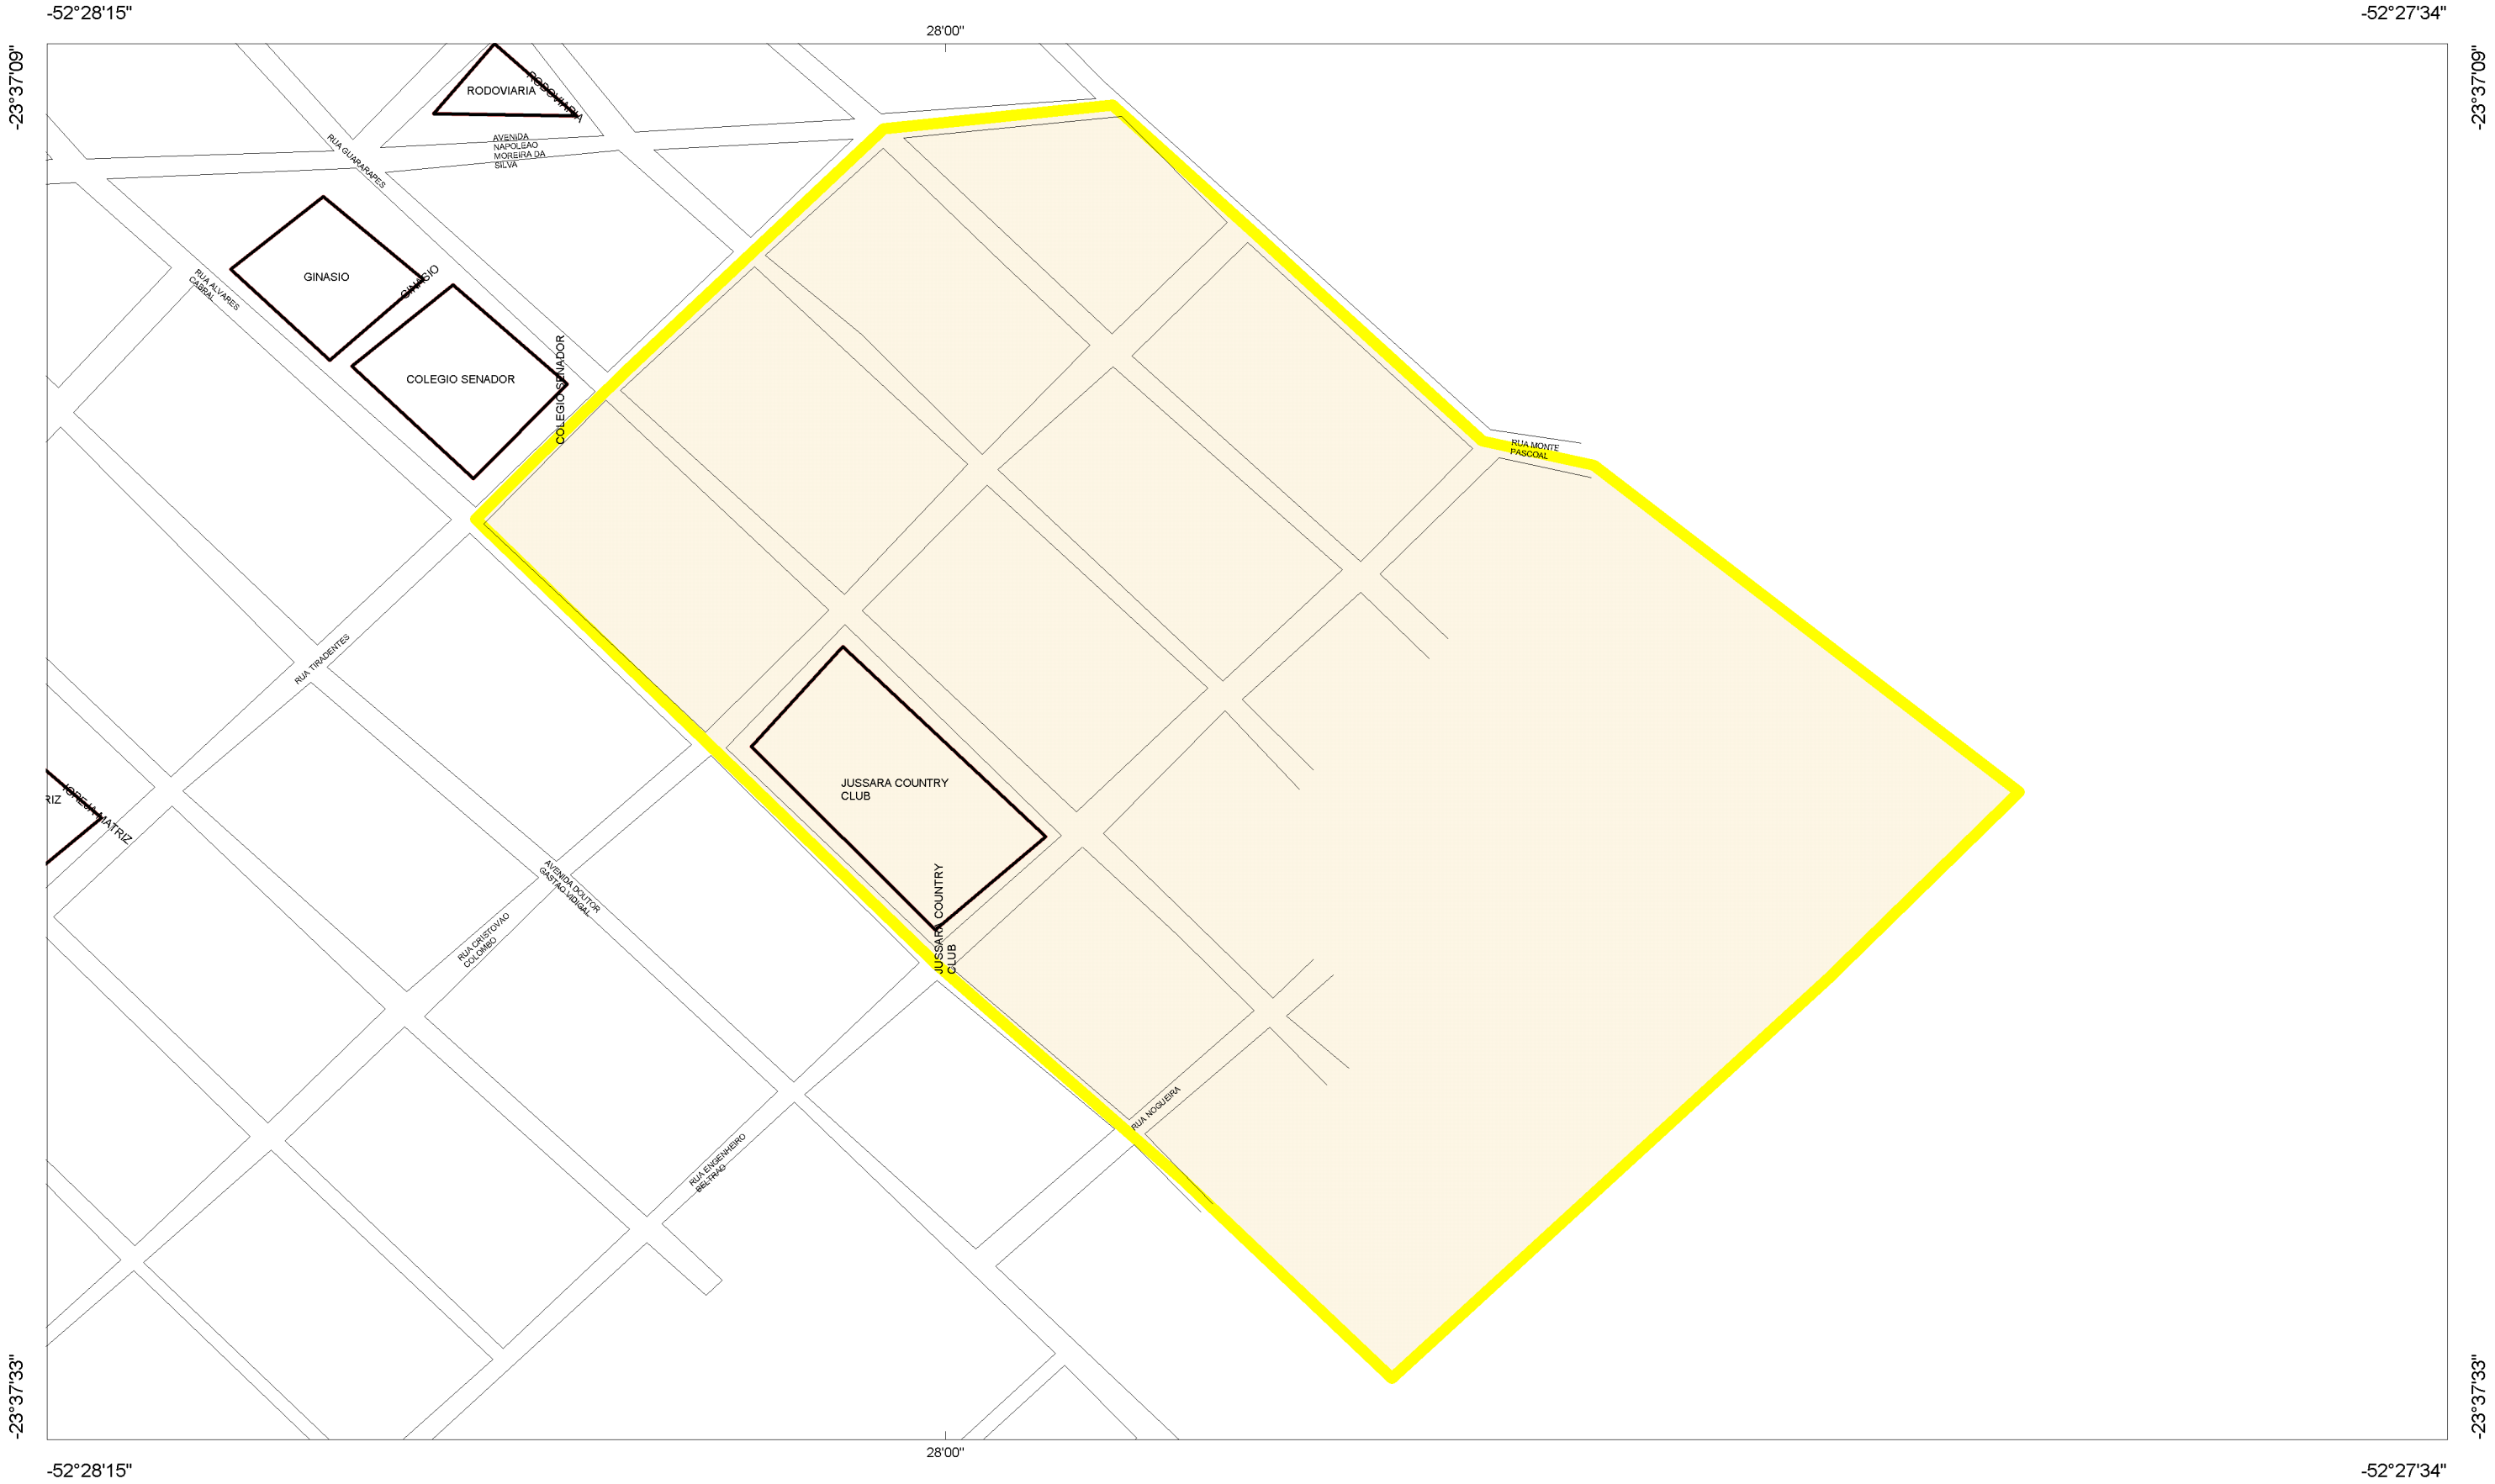 -52°28'15"
-52°27'34"
28'00"
-23°37'09"
-23°37'09"
RODOVIARIA
RODOVIARIA
AVENIDA
NAPOLEAO
MOREIRA DA
SILVA
RUA GUARARAPES
GINASIO
GINASIO
RUA ALVARES
CABRAL
COLEGIO SENADOR
COLEGIO SENADOR
RUA MONTE
PASCOAL
RUA TIRADENTES
JUSSARA COUNTRY
CLUB
RIZ
IGREJA MATRIZ
AVENIDA DOUTOR
GASTAO VIDIGAL
JUSSARA COUNTRY
CLUB
RUA CRISTOVAO
COLOMBO
RUA NOGUEIRA
RUA ENGENHEIRO
BELTRAO
-23°37'33"
-23°37'33"
28'00"
-52°28'15"
-52°27'34"